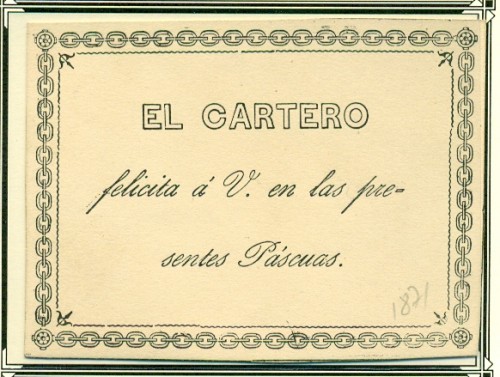 EL CARTERO
felicita á V. en las pre=
sentes Páscuas.
1871